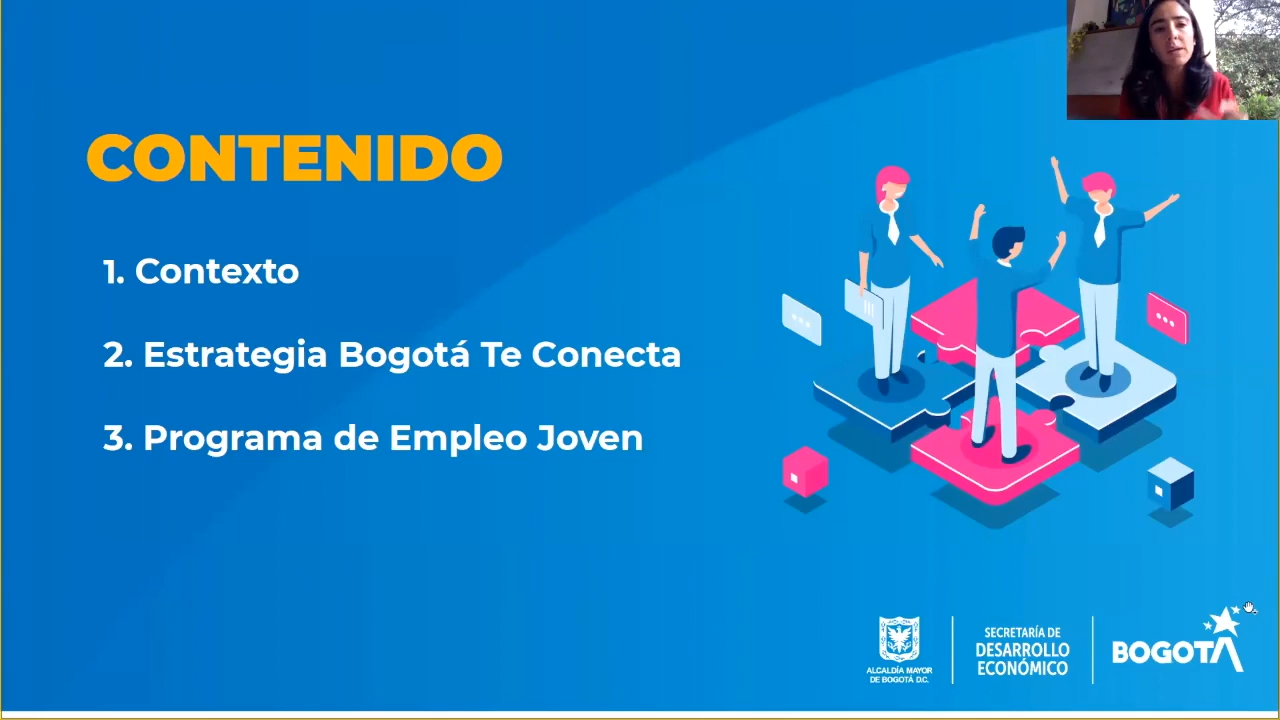 CONTENIDO
1. Contexto
2. Estrategia Bogotá Te Conecta
3. Programa de Empleo Joven
ALCALDÍA MAYOR
DE BOGOTÁ D.C.
SECRETARÍA DE
DESARROLLO
ECONÓMICO
BOGOTÁ